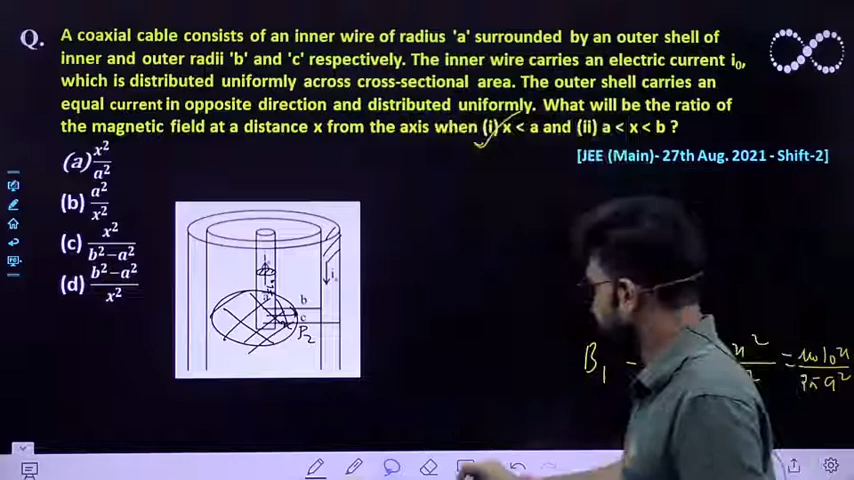 Q. A coaxial cable consists of an inner wire of radius 'a' surrounded by an outer shell of
inner and outer radii 'b' and 'c' respectively. The inner wire carries an electric current i₀,
which is distributed uniformly across cross-sectional area. The outer shell carries an
equal current in opposite direction and distributed uniformly. What will be the ratio of
the magnetic field at a distance x from the axis when (i) x < a and (ii) a < x < b ?
[JEE (Main)- 27th Aug. 2021 - Shift-2]
(a) x²/a²
(b) a²/x²
(c) x²/b²−a²
(d) b²−a²/x²
b
c
P₂
B₁